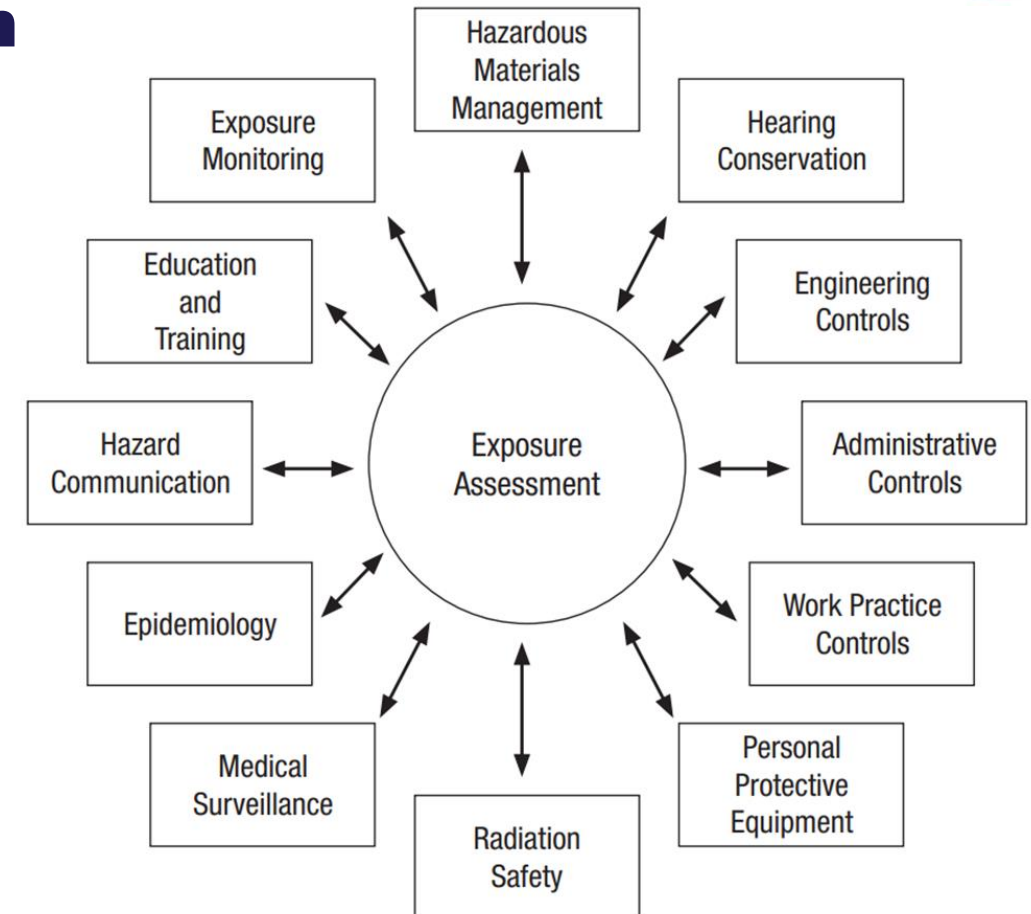 Hazardous
Materials
Management
Exposure
Monitoring
Hearing
Conservation
Education
and
Training
Engineering
Controls
Hazard
Communication
Exposure
Assessment
Administrative
Controls
Epidemiology
Work Practice
Controls
Medical
Surveillance
Personal
Protective
Equipment
Radiation
Safety